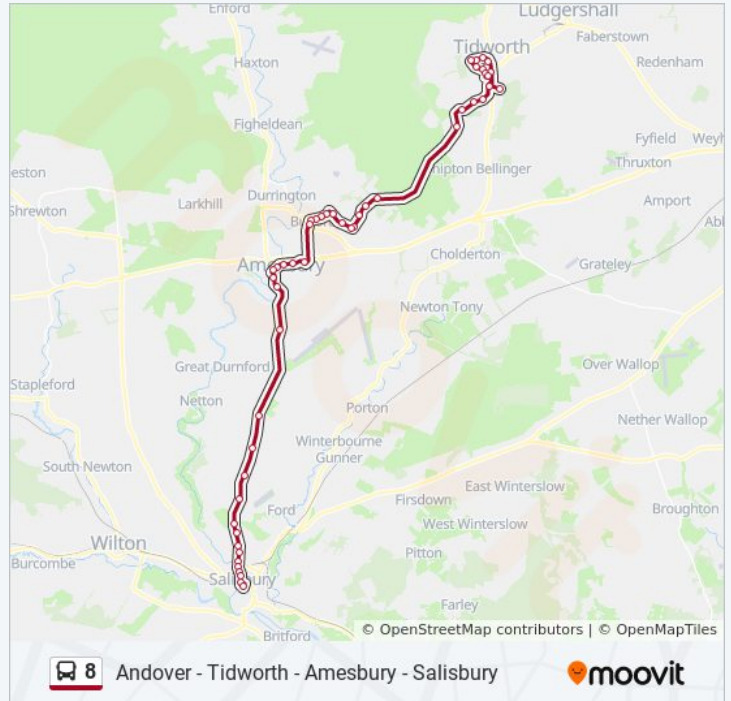 Enford
Ludgershall
Faberstown
Tidworth
Haxton
Redenham
Figheldean
Fyfield
Weyh
Thruxton
hipton Bellinger
eston
Durrington
Larkhill
Amport
Shrewton
Bu
Abl
Cholderton
Amesbury
Grateley
Newton Tony
Great Durnford
Over Wallop
Stapleford
Netton
Porton
Nether Wallop
Winterbourne
Gunner
South Newton
East Winterslow
Firsdown
Ford
Broughton
West Winterslow
Wilton
Pitton
Burcombe
Salisbury
Farley
Britford
© OpenStreetMap contributors | © OpenMapTiles
8 Andover - Tidworth - Amesbury - Salisbury
moovit